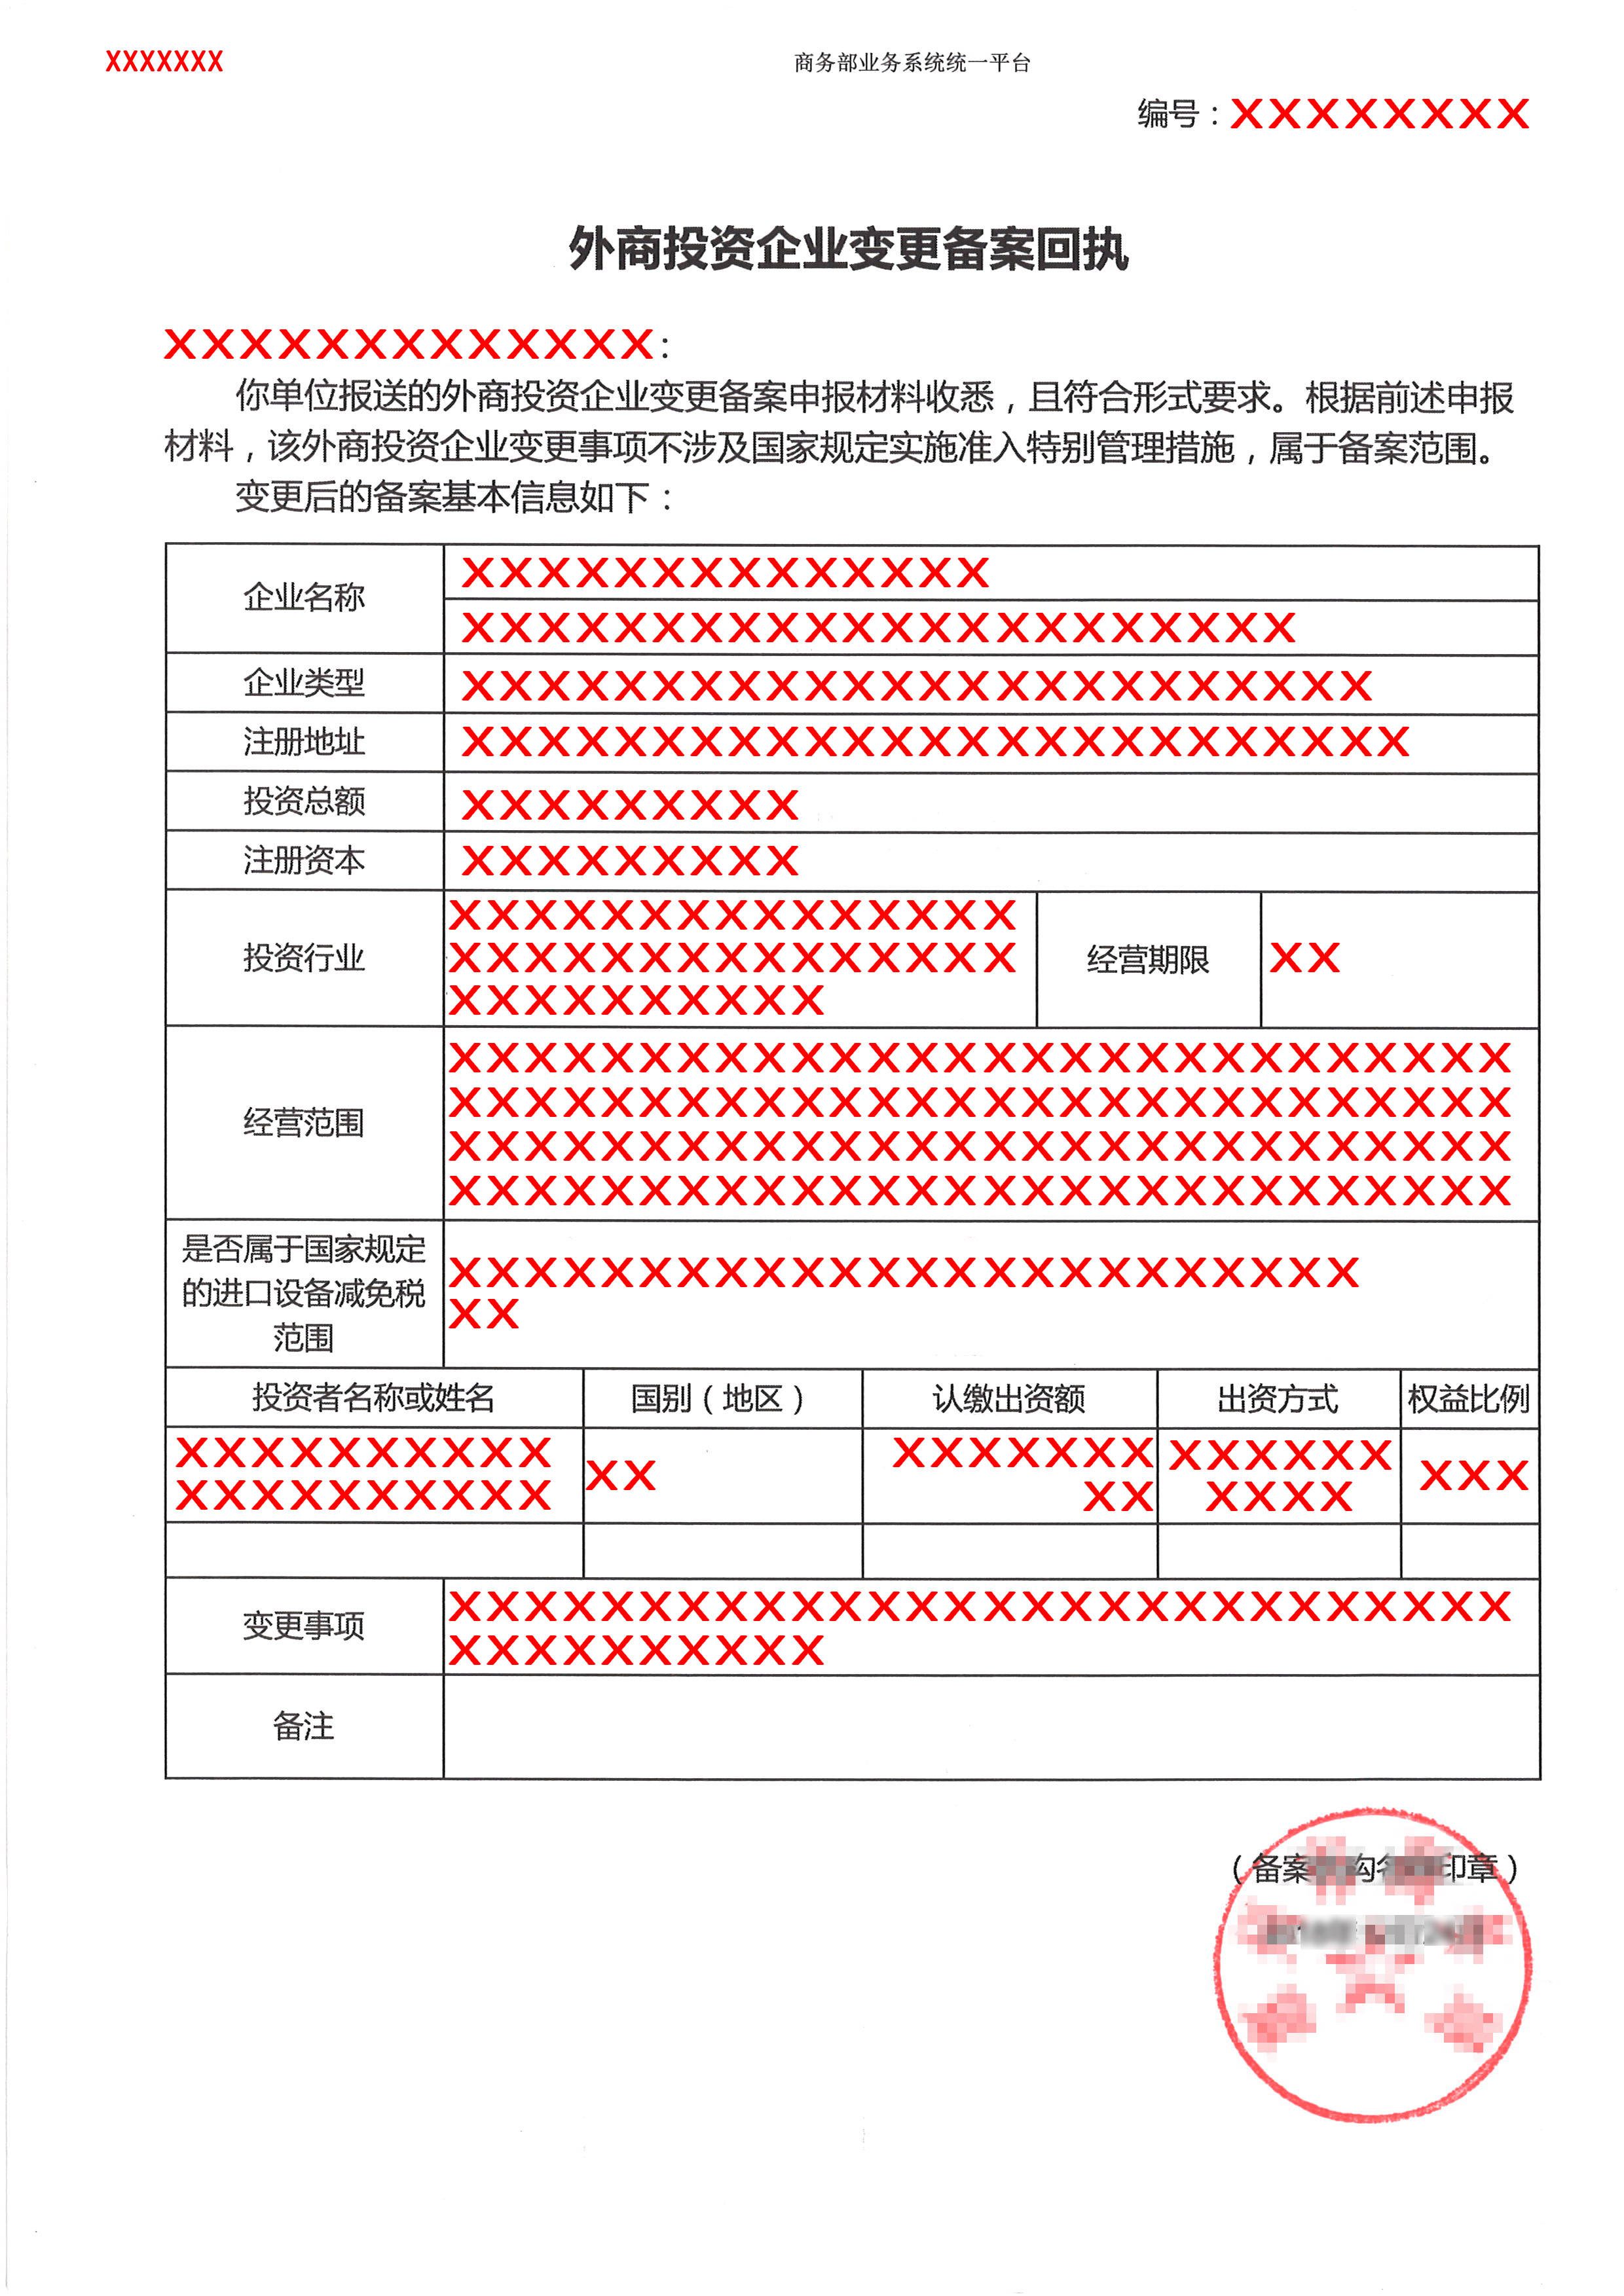 XXXXXXX
商务部业务系统统一平台
编号：XXXXXXXX
外商投资企业变更备案回执
XXXXXXXXXXXXX：
你单位报送的外商投资企业变更备案申报材料收悉，且符合形式要求。根据前述申报
材料，该外商投资企业变更事项不涉及国家规定实施准入特别管理措施，属于备案范围。
变更后的备案基本信息如下：
企业名称
XXXXXXXXXXXXXX
XXXXXXXXXXXXXXXXXXXXXX
企业类型
XXXXXXXXXXXXXXXXXXXXXXXX
注册地址
XXXXXXXXXXXXXXXXXXXXXXXXX
投资总额
XXXXXXXXX
注册资本
XXXXXXXXX
投资行业
XXXXXXXXXXXXXXX
XXXXXXXXXXXXXXX
XXXXXXXXXX
经营期限
XX
经营范围
XXXXXXXXXXXXXXXXXXXXXXXXXXXX
XXXXXXXXXXXXXXXXXXXXXXXXXXXX
XXXXXXXXXXXXXXXXXXXXXXXXXXXX
XXXXXXXXXXXXXXXXXXXXXXXXXXXX
是否属于国家规定
的进口设备减免税
范围
XXXXXXXXXXXXXXXXXXXXXXXX
XX
投资者名称或姓名
国别（地区）
认缴出资额
出资方式
权益比例
XXXXXXXXXX
XXXXXXXXXX
XX
XXXXXXX
XX
XXXXXX
XXXX
XXX
变更事项
XXXXXXXXXXXXXXXXXXXXXXXXXXXX
XXXXXXXXXX
备注
（备案 构 印章）